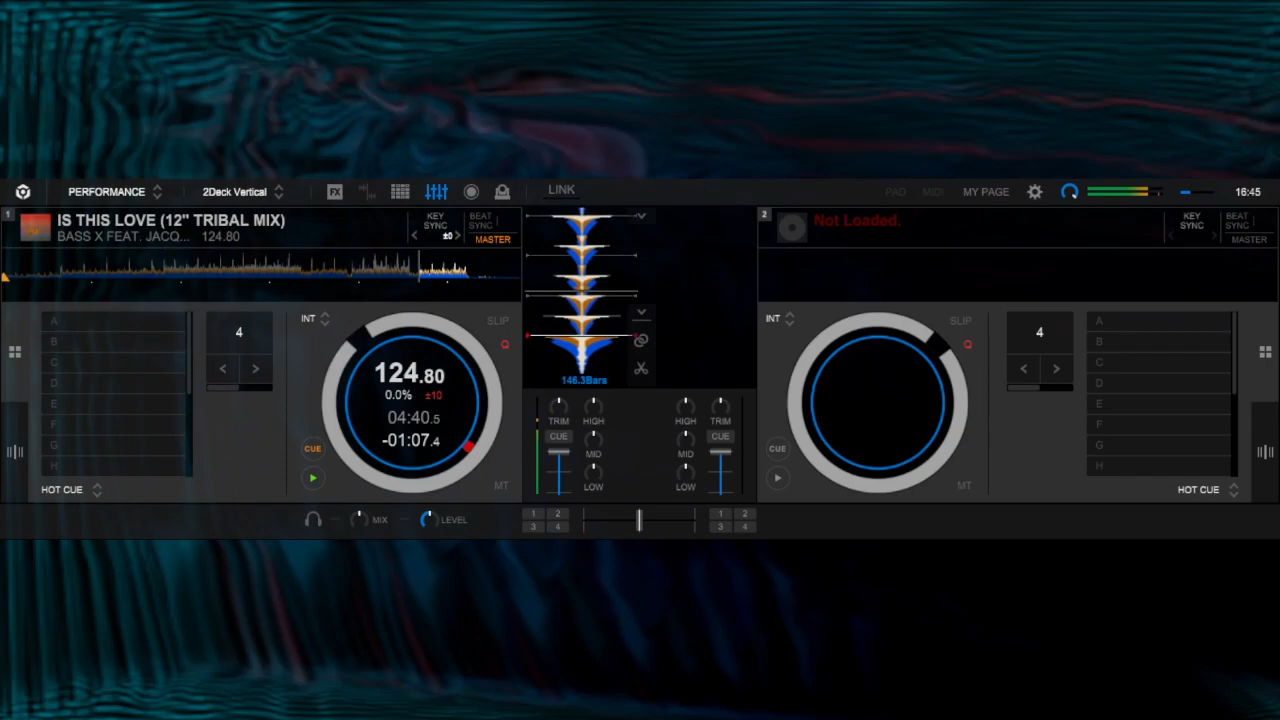 PERFORMANCE 2Deck Vertical FX LINK PAD MIDI MY PAGE 16:45
1 IS THIS LOVE (12" TRIBAL MIX) KEY SYNC BEAT SYNC
BASS X FEAT. JACQ... 124.80 ±0 MASTER
2 Not Loaded. KEY SYNC BEAT SYNC
MASTER
A
B
C
D
E
F
G
H
HOT CUE
4
INT
SLIP
Q
124.80
0.0% ±10
04:40.5
-01:07.4
CUE
MT
146.3Bars
TRIM HIGH HIGH TRIM
CUE CUE
MID MID
LOW LOW
INT
SLIP
Q
CUE
MT
4
A
B
C
D
E
F
G
H
HOT CUE
MIX LEVEL
1 2 1 2
3 4 3 4